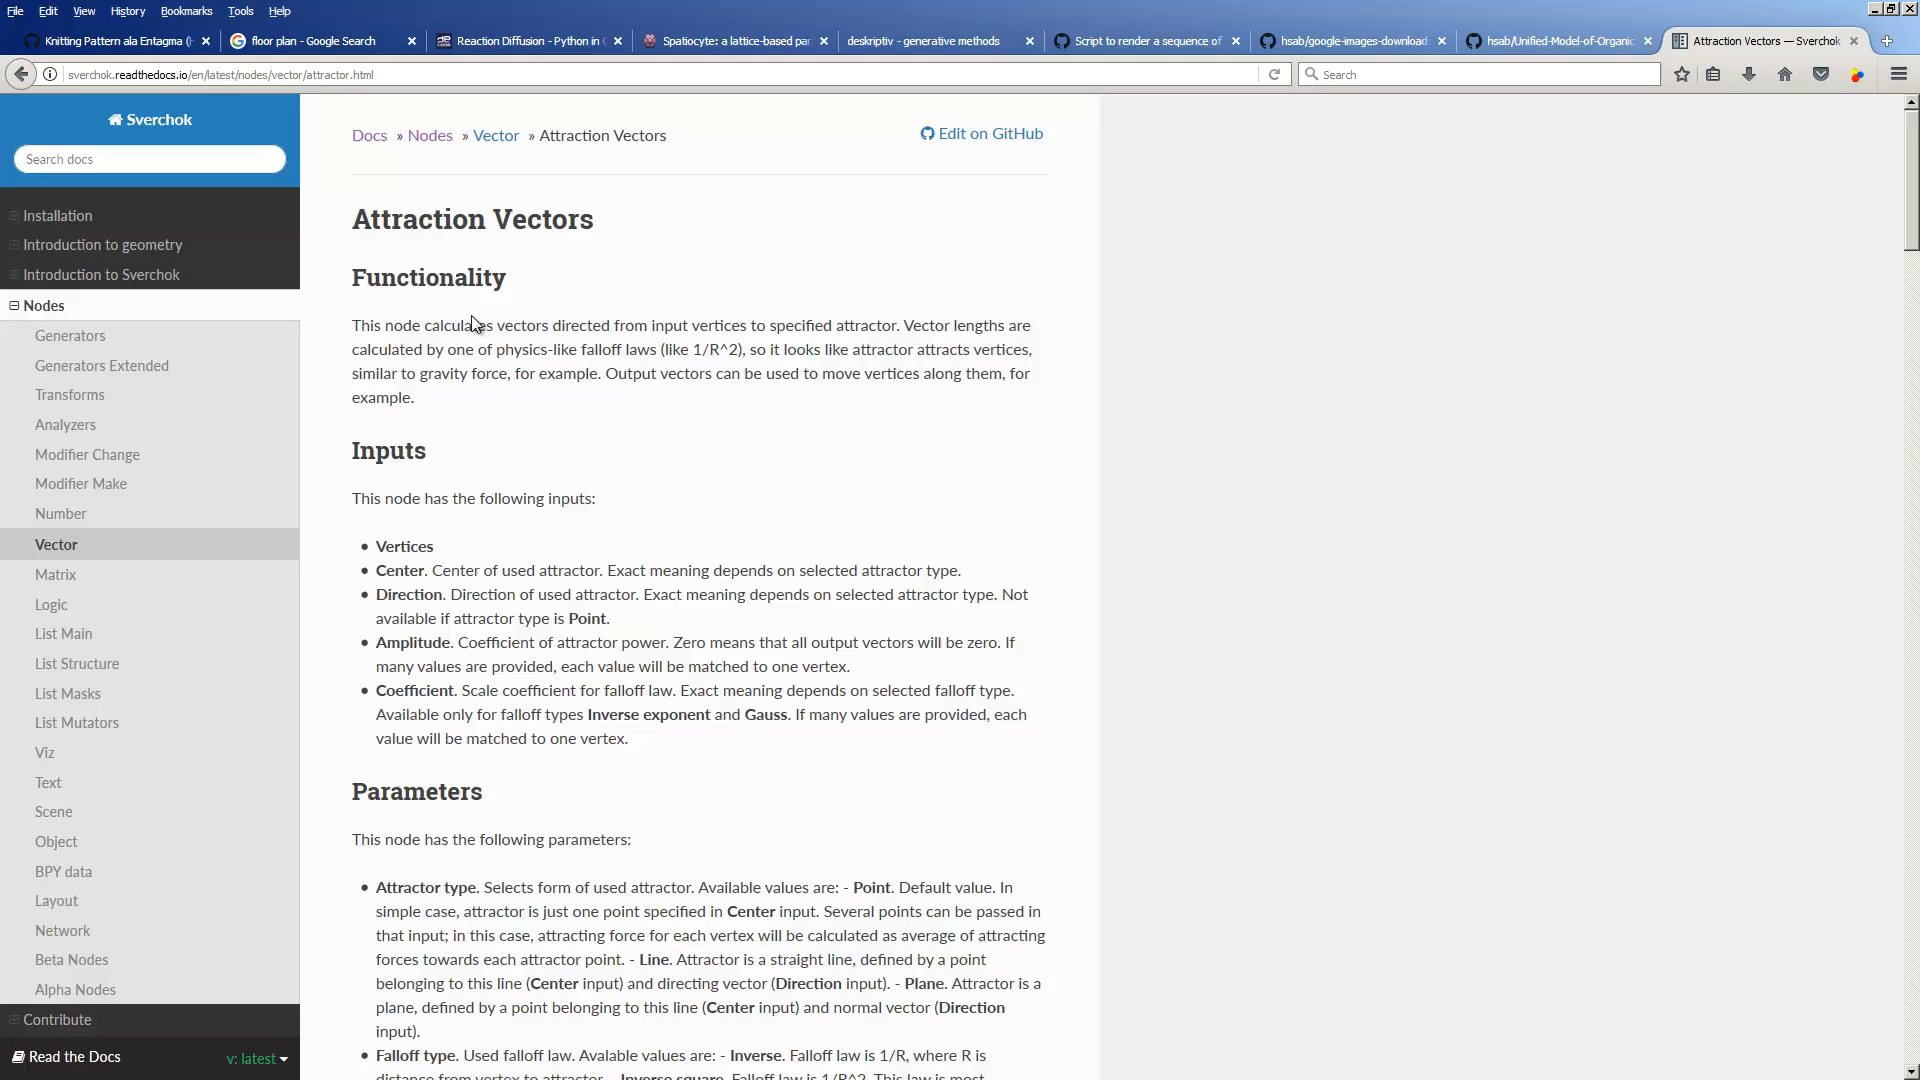 File Edit View History Bookmarks Tools Help
Knitting Pattern ala Entagma (
floor plan - Google Search
Reaction Diffusion - Python in
Spatiocyte: a lattice-based par
deskriptiv - generative methods
Script to render a sequence of
hsab/google-images-download
hsab/Unified-Model-of-Organic
Attraction Vectors — Sverchok
sverchok.readthedocs.io/en/latest/nodes/vector/attractor.html
Search
Sverchok
Search docs
Installation
Introduction to geometry
Introduction to Sverchok
Nodes
Generators
Generators Extended
Transforms
Analyzers
Modifier Change
Modifier Make
Number
Vector
Matrix
Logic
List Main
List Structure
List Masks
List Mutators
Viz
Text
Scene
Object
BPY data
Layout
Network
Beta Nodes
Alpha Nodes
Contribute
Read the Docs v: latest
Docs » Nodes » Vector » Attraction Vectors
Edit on GitHub
Attraction Vectors
Functionality
This node calculates vectors directed from input vertices to specified attractor. Vector lengths are
calculated by one of physics-like falloff laws (like 1/R^2), so it looks like attractor attracts vertices,
similar to gravity force, for example. Output vectors can be used to move vertices along them, for
example.
Inputs
This node has the following inputs:
• Vertices
• Center. Center of used attractor. Exact meaning depends on selected attractor type.
• Direction. Direction of used attractor. Exact meaning depends on selected attractor type. Not
available if attractor type is Point.
• Amplitude. Coefficient of attractor power. Zero means that all output vectors will be zero. If
many values are provided, each value will be matched to one vertex.
• Coefficient. Scale coefficient for falloff law. Exact meaning depends on selected falloff type.
Available only for falloff types Inverse exponent and Gauss. If many values are provided, each
value will be matched to one vertex.
Parameters
This node has the following parameters:
• Attractor type. Selects form of used attractor. Available values are: - Point. Default value. In
simple case, attractor is just one point specified in Center input. Several points can be passed in
that input; in this case, attracting force for each vertex will be calculated as average of attracting
forces towards each attractor point. - Line. Attractor is a straight line, defined by a point
belonging to this line (Center input) and directing vector (Direction input). - Plane. Attractor is a
plane, defined by a point belonging to this line (Center input) and normal vector (Direction
input).
• Falloff type. Used falloff law. Avalable values are: - Inverse. Falloff law is 1/R, where R is
distance from vertex to attractor. - Inverse square. Falloff law is 1/R^2. This law is most